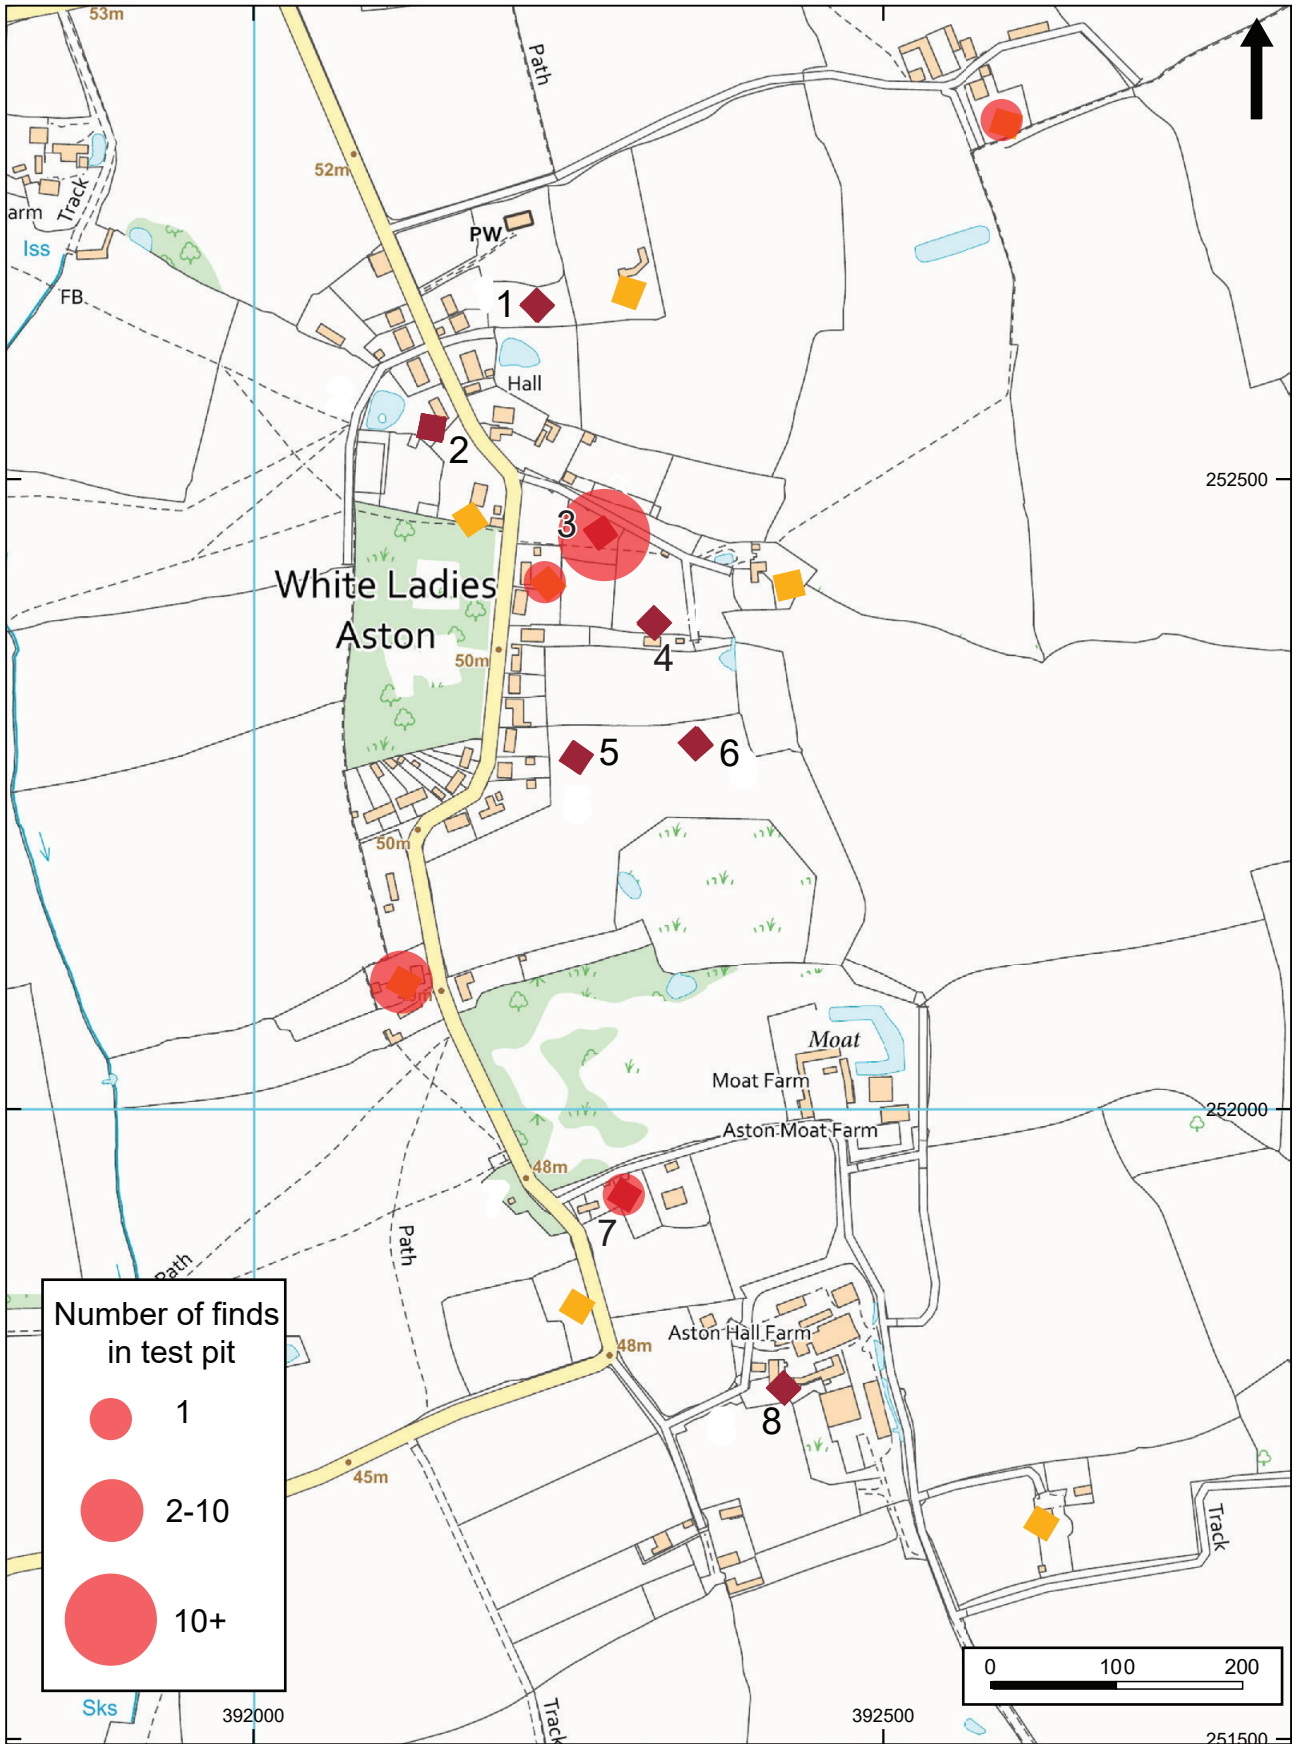 53m
Path
52m
Track
arm
PW
Iss
FB
1
Hall
2
252500
3
White Ladies
Aston
50m
4
5
6
50m
Moat
Moat Farm
252000
Aston Moat Farm
48m
7
Path
Path
Aston Hall Farm
48m
8
45m
Track
Number of finds
in test pit
1
2-10
10+
0 100 200
Sks
392000
Track
392500
251500